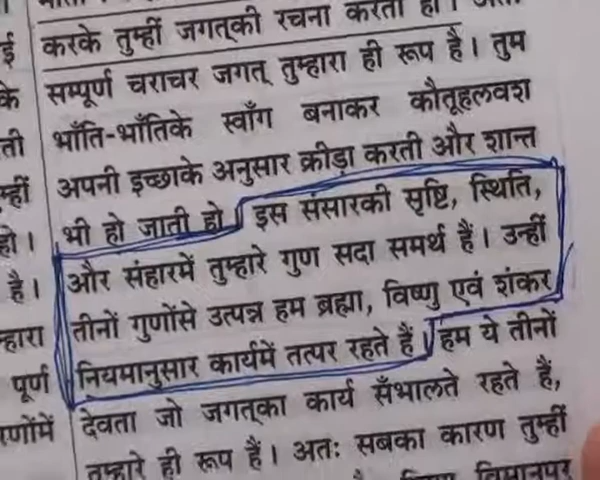 करके तुम्हीं जगत्‌की रचना करती हो।
सम्पूर्ण चराचर जगत् तुम्हारा ही रूप है। तुम
भाँति-भाँतिके स्वाँग बनाकर कौतूहलवश
अपनी इच्छाके अनुसार क्रीड़ा करती और शान्त
भी हो जाती हो। इस संसारकी सृष्टि, स्थिति,
और संहारमें तुम्हारे गुण सदा समर्थ हैं। उन्हीं
तीनों गुणोंसे उत्पन्न हम ब्रह्मा, विष्णु एवं शंकर
नियमानुसार कार्यमें तत्पर रहते हैं। हम ये तीनों
देवता जो जगत्‌का कार्य सँभालते रहते हैं,
तुम्हारे ही रूप हैं। अतः सबका कारण तुम्हीं
विमानपर